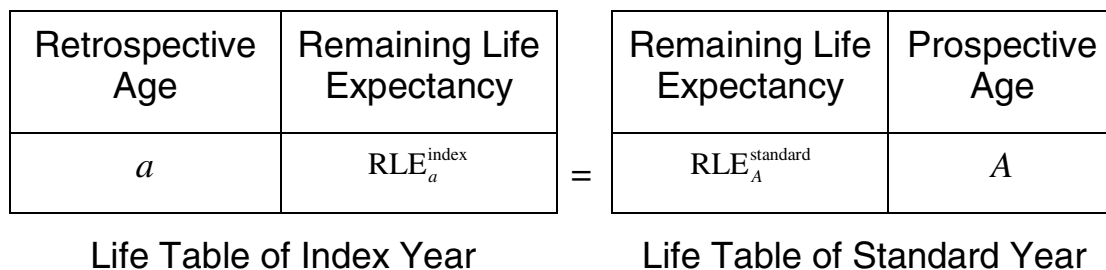 Retrospective Age Remaining Life Expectancy Remaining Life Expectancy Prospective Age
a RLE_a^index = RLE_A^standard A
Life Table of Index Year Life Table of Standard Year